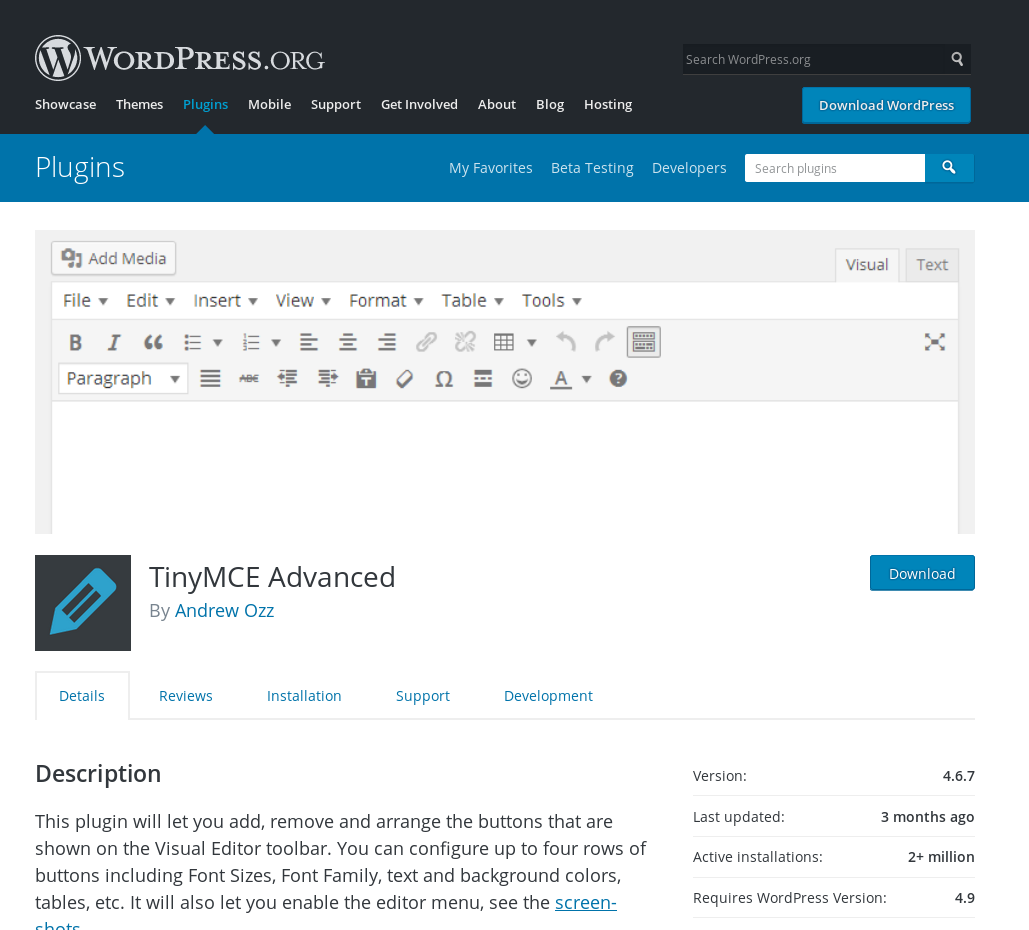 WORDPRESS.ORG
Search WordPress.org
Showcase Themes Plugins Mobile Support Get Involved About Blog Hosting
Download WordPress
Plugins
My Favorites Beta Testing Developers Search plugins
Add Media
Visual Text
File Edit Insert View Format Table Tools
B I
ABC
Paragraph Ω A ?
TinyMCE Advanced
Download
By Andrew Ozz
Details Reviews Installation Support Development
Description
This plugin will let you add, remove and arrange the buttons that are
shown on the Visual Editor toolbar. You can configure up to four rows of
buttons including Font Sizes, Font Family, text and background colors,
tables, etc. It will also let you enable the editor menu, see the screen-
shots
Version: 4.6.7
Last updated: 3 months ago
Active installations: 2+ million
Requires WordPress Version: 4.9